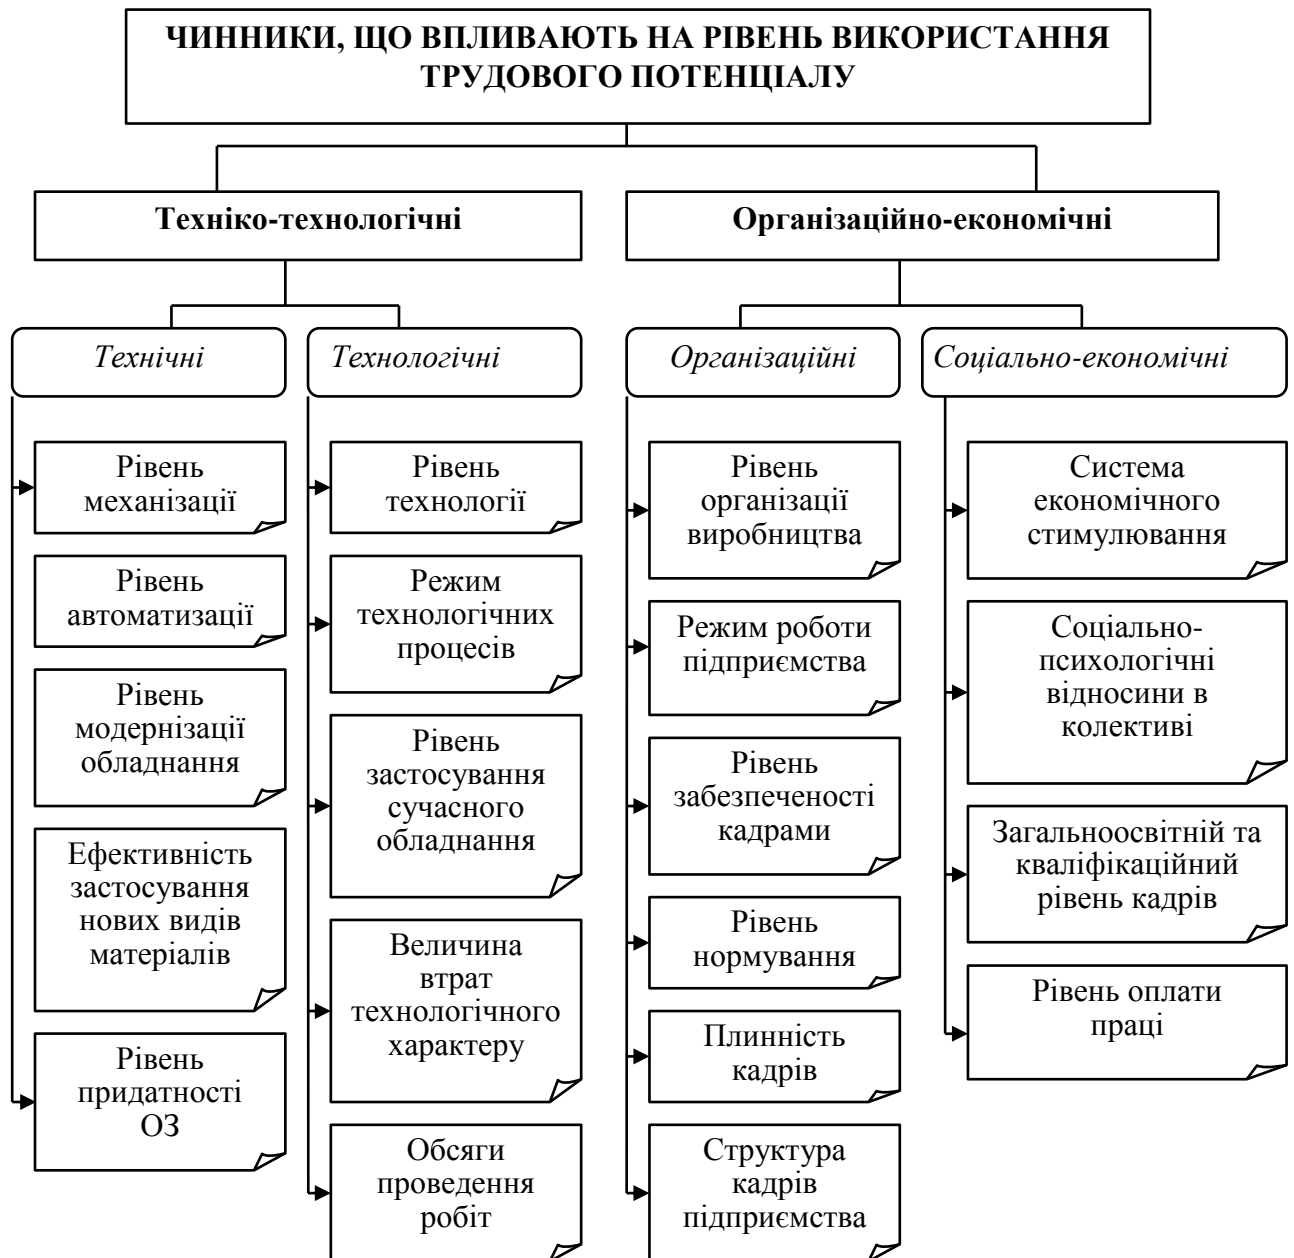 ЧИННИКИ, ЩО ВПЛИВАЮТЬ НА РІВЕНЬ ВИКОРИСТАННЯ
ТРУДОВОГО ПОТЕНЦІАЛУ
Техніко-технологічні
Організаційно-економічні
Технічні
Технологічні
Організаційні
Соціально-економічні
Рівень
механізації
Рівень
автоматизації
Рівень
модернізації
обладнання
Ефективність
застосування
нових видів
матеріалів
Рівень
придатності
ОЗ
Рівень
технології
Режим
технологічних
процесів
Рівень
застосування
сучасного
обладнання
Величина
втрат
технологічного
характеру
Обсяги
проведення
робіт
Рівень
організації
виробництва
Режим роботи
підприємства
Рівень
забезпеченості
кадрами
Рівень
нормування
Плинність
кадрів
Структура
кадрів
підприємства
Система
економічного
стимулювання
Соціально-
психологічні
відносини в
колективі
Загальноосвітній та
кваліфікаційний
рівень кадрів
Рівень оплати
праці